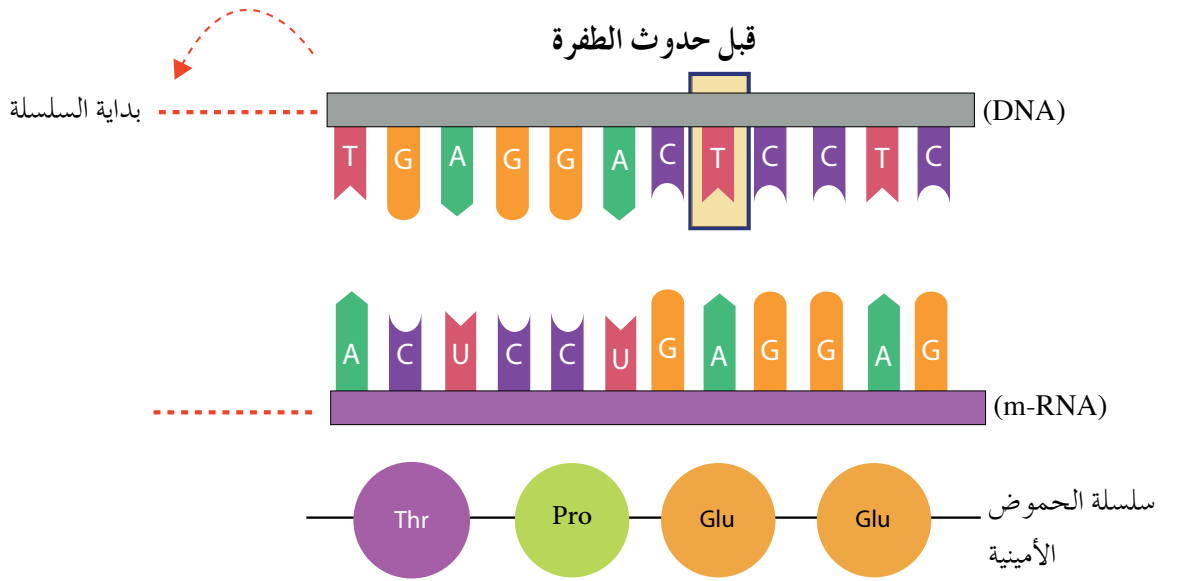 قبل حدوث الطفرة
بداية السلسلة
(DNA)
T G A G G A C T C C T C
A C U C C U G A G G A G
(m-RNA)
Thr Pro Glu Glu
سلسلة الحموض
الأمينية